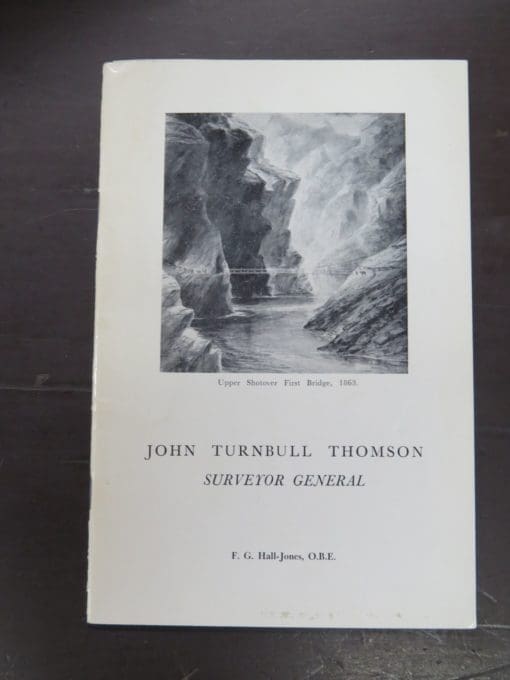 Upper Shotover First Bridge, 1863.
JOHN TURNBULL THOMSON
SURVEYOR GENERAL
F. G. Hall-Jones, O.B.E.